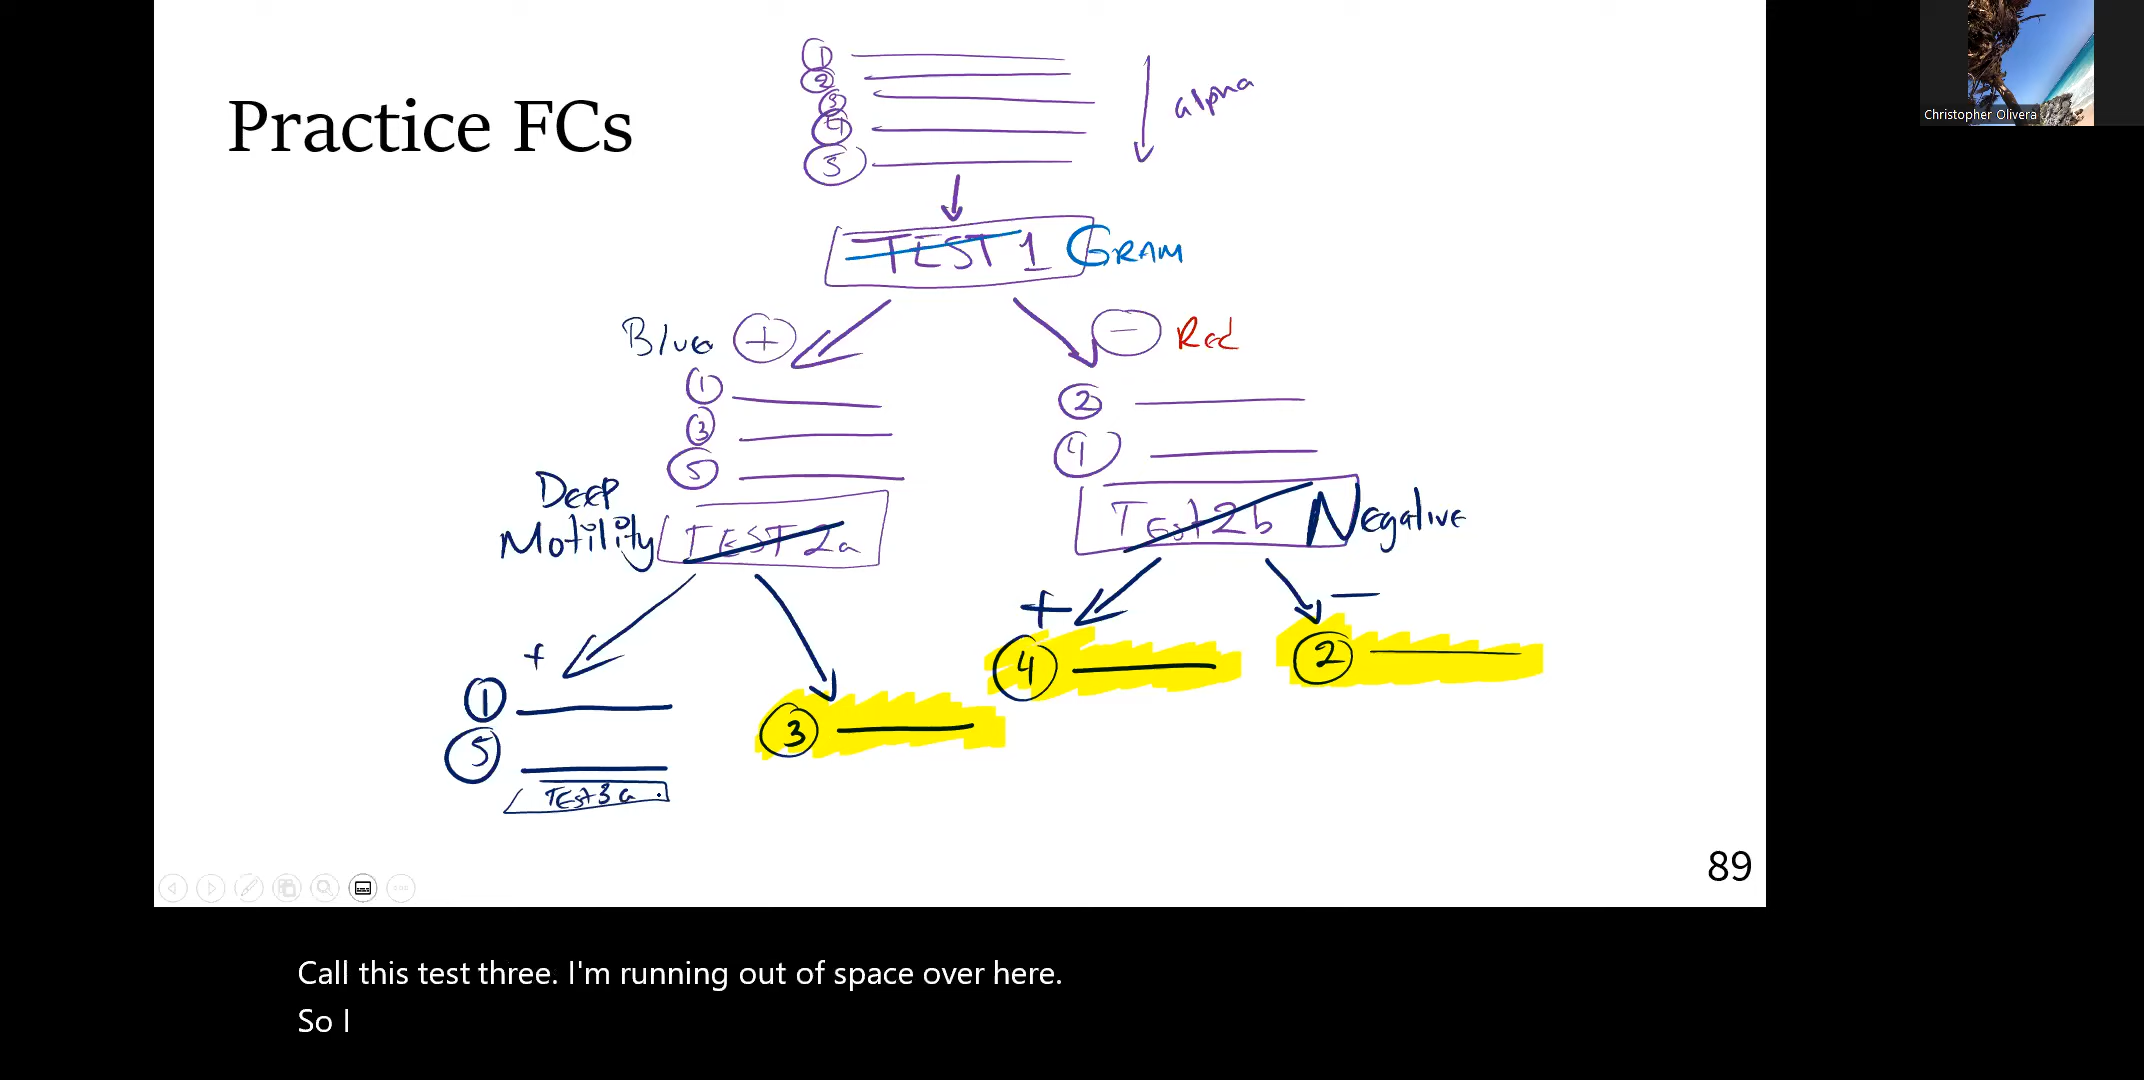 Practice FCs
1
2
3
4
5
alpha
TEST 1 GRAM
Blue +
- Red
1
3
5
2
4
Deep
Motility TEST 2a
Test 2b Negative
+
1
5
Test 3a
3
+
4
-
2
89
Christopher Olivera
Call this test three. I'm running out of space over here.
So I